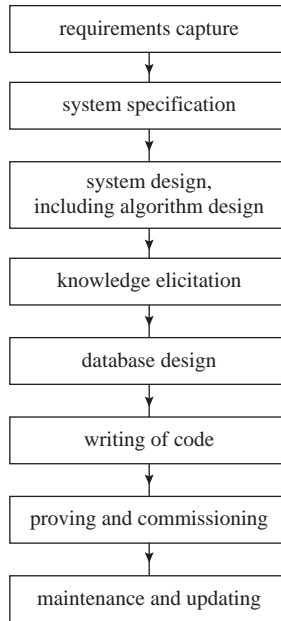 requirements capture
system specification
system design,
including algorithm design
knowledge elicitation
database design
writing of code
proving and commissioning
maintenance and updating